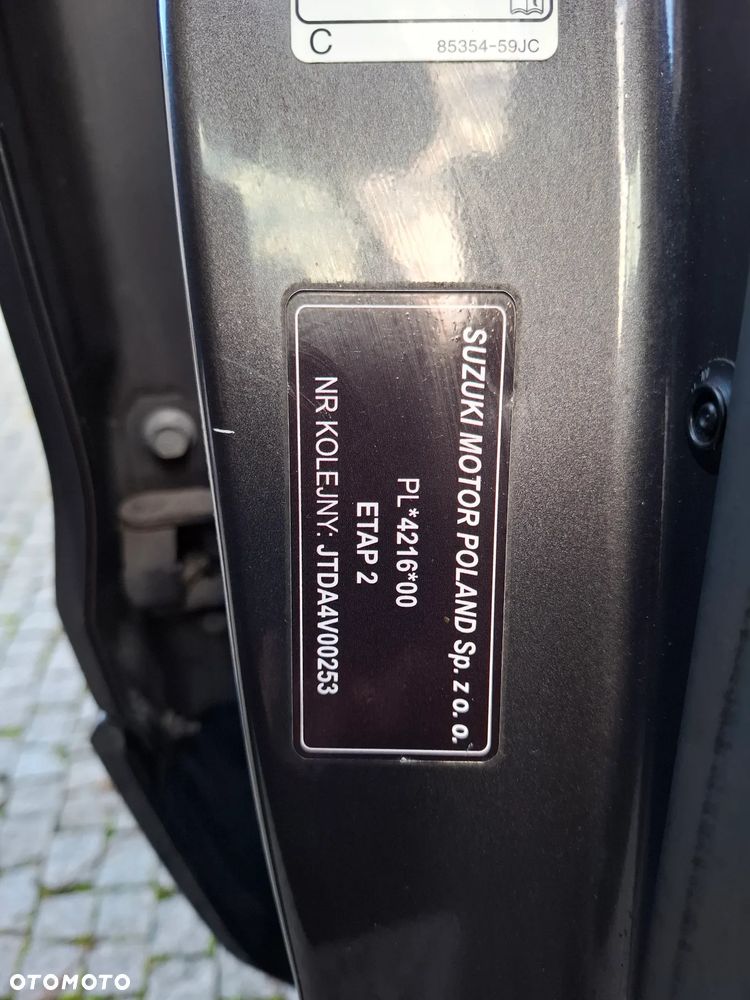 C 85354-59JC
SUZUKI MOTOR POLAND Sp. z o. o.
PL*4216*00
ETAP 2
NR KOLEJNY: JTDA4V00253
OTOMOTO